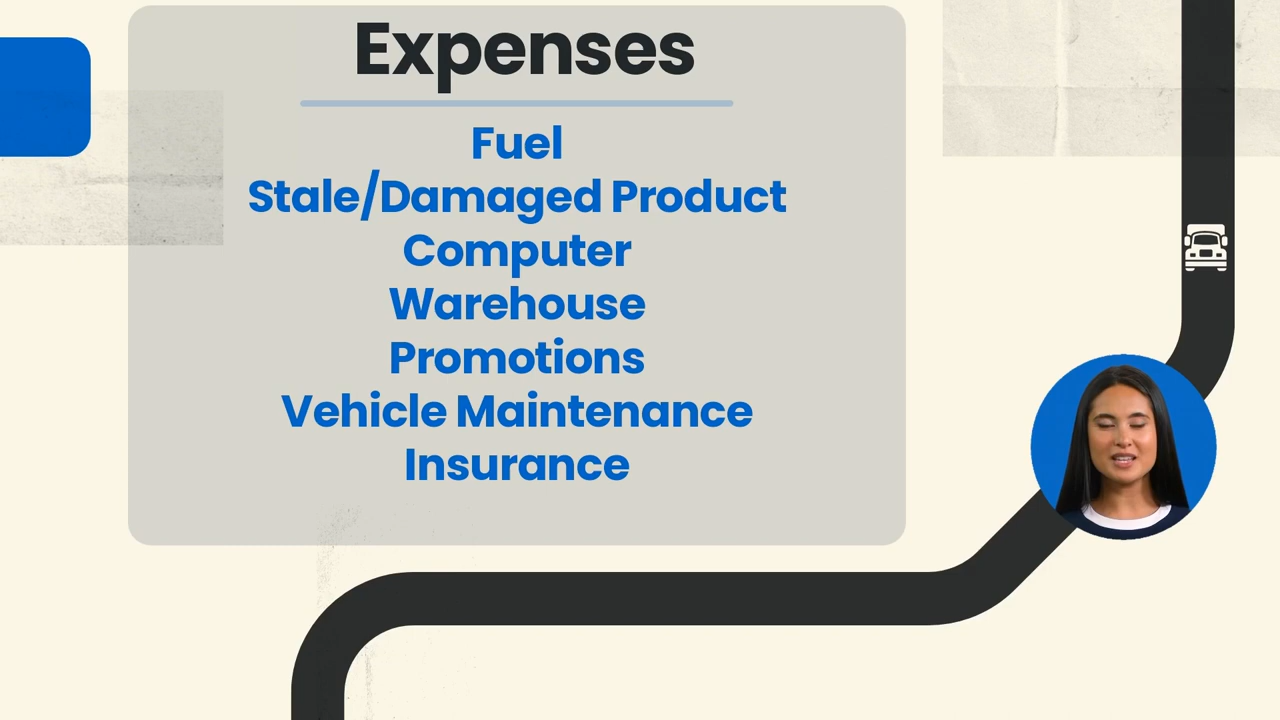 Expenses
Fuel
Stale/Damaged Product
Computer
Warehouse
Promotions
Vehicle Maintenance
Insurance